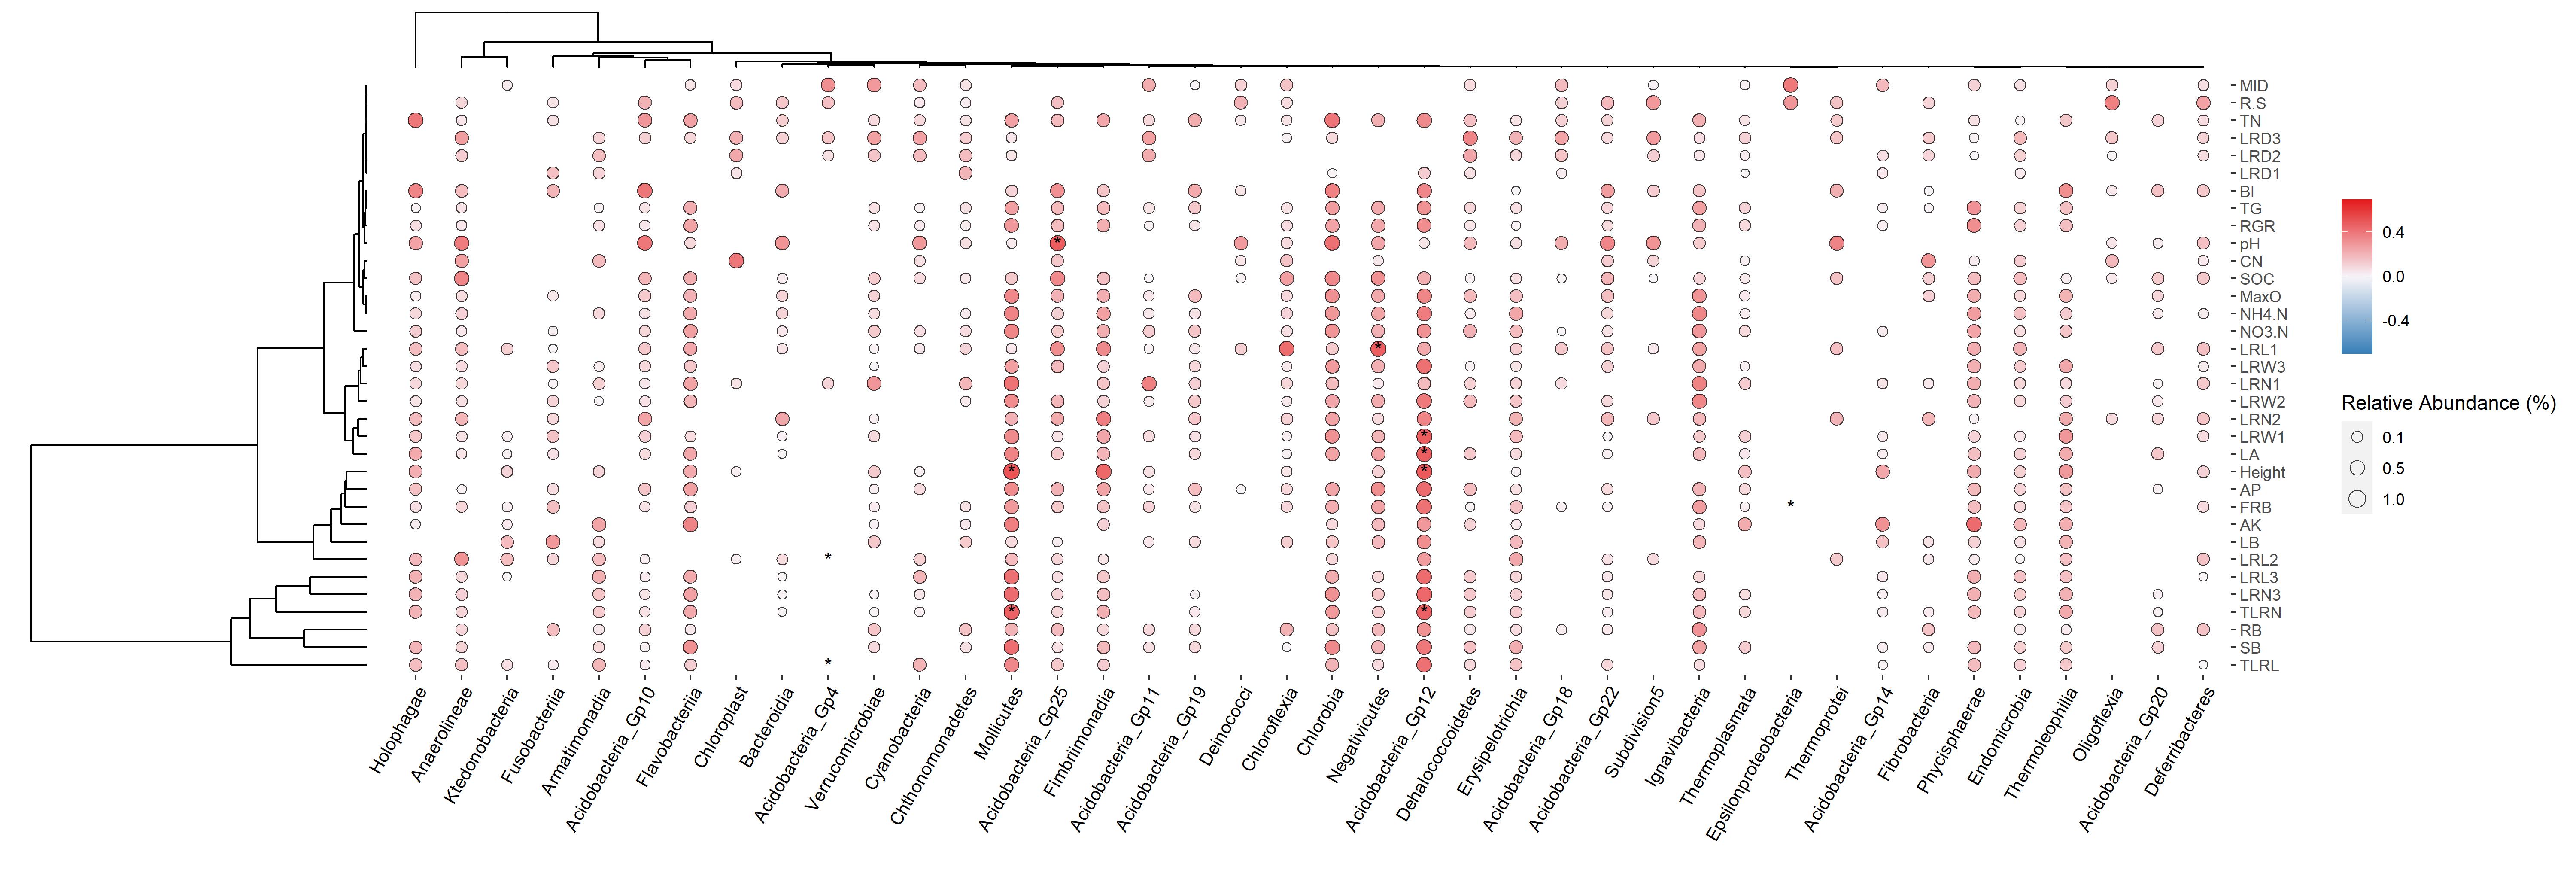 MID
R.S
TN
LRD3
LRD2
LRD1
BI
TG
RGR
pH
CN
SOC
MaxO
NH4.N
NO3.N
LRL1
LRW3
LRN1
LRW2
LRN2
LRW1
LA
Height
AP
FRB
AK
LB
LRL2
LRL3
LRN3
TLRN
RB
SB
TLRL
0.4
0.0
-0.4
Relative Abundance (%)
0.1
0.5
1.0
Holophagae
Anaerolineae
Ktedonobacteria
Fusobacteriia
Armatimonadia
Acidobacteria_Gp10
Flavobacteriia
Chloroplast
Bacteroidia
Acidobacteria_Gp4
Verrucomicrobiae
Cyanobacteria
Chthonomonadetes
Mollicutes
Acidobacteria_Gp25
Fimbriimonadia
Acidobacteria_Gp11
Acidobacteria_Gp19
Deinococci
Chloroflexia
Chlorobia
Negativicutes
Acidobacteria_Gp12
Dehalococcoidetes
Erysipelotrichia
Acidobacteria_Gp18
Acidobacteria_Gp22
Subdivision5
Ignavibacteria
Thermoplasmata
Epsilonproteobacteria
Thermoprotei
Acidobacteria_Gp14
Fibrobacteria
Phycisphaerae
Endomicrobia
Thermoleophilia
Oligoflexia
Acidobacteria_Gp20
Deferribacteres